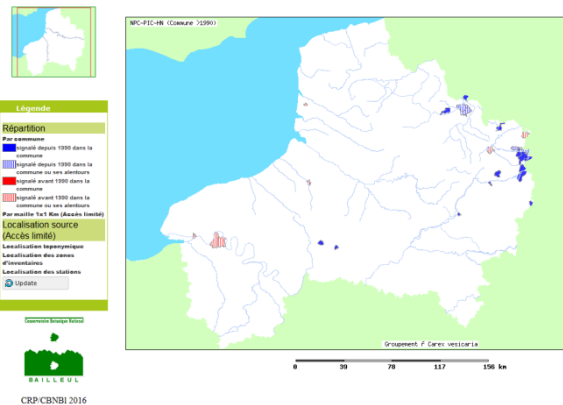 NPC-PIC-HN (Commune >1990)
Légende
Répartition
Par commune
signalé depuis 1990 dans la
commune
signalé depuis 1990 dans la
commune ou ses alentours
signalé avant 1990 dans la
commune
signalé avant 1990 dans la
commune ou ses alentours
Par maille 1x1 Km (Accès limité)
Localisation source
(Accès limité)
Localisation toponymique
Localisation des zones
d'inventaires
Localisation des stations
Update
Conservatoire Botanique National
BAILLEUL
CRP/CBNBl 2016
Groupement à Carex vesicaria
0 39 78 117 156 km